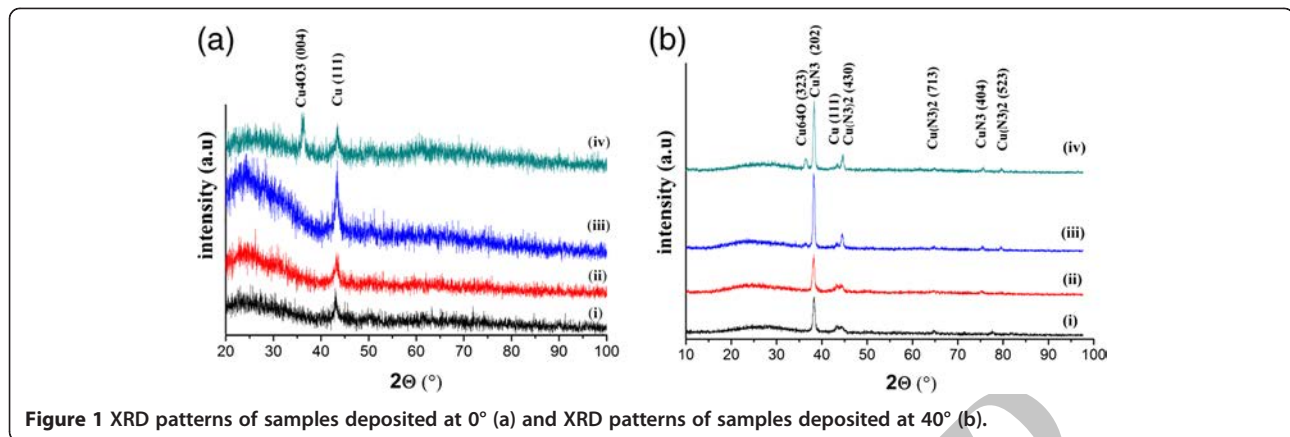 (a)
Cu4O3 (004)
Cu (111)
(iv)
(iii)
(ii)
(i)
intensity (a.u)
20 30 40 50 60 70 80 90 100
2Θ (°)
(b)
Cu64O (323)
CuN3 (202)
Cu (111)
Cu(N3)2 (430)
Cu(N3)2 (713)
CuN3 (404)
Cu(N3)2 (523)
(iv)
(iii)
(ii)
(i)
intensity (a.u)
10 20 30 40 50 60 70 80 90 100
2Θ (°)
Figure 1 XRD patterns of samples deposited at 0° (a) and XRD patterns of samples deposited at 40° (b).